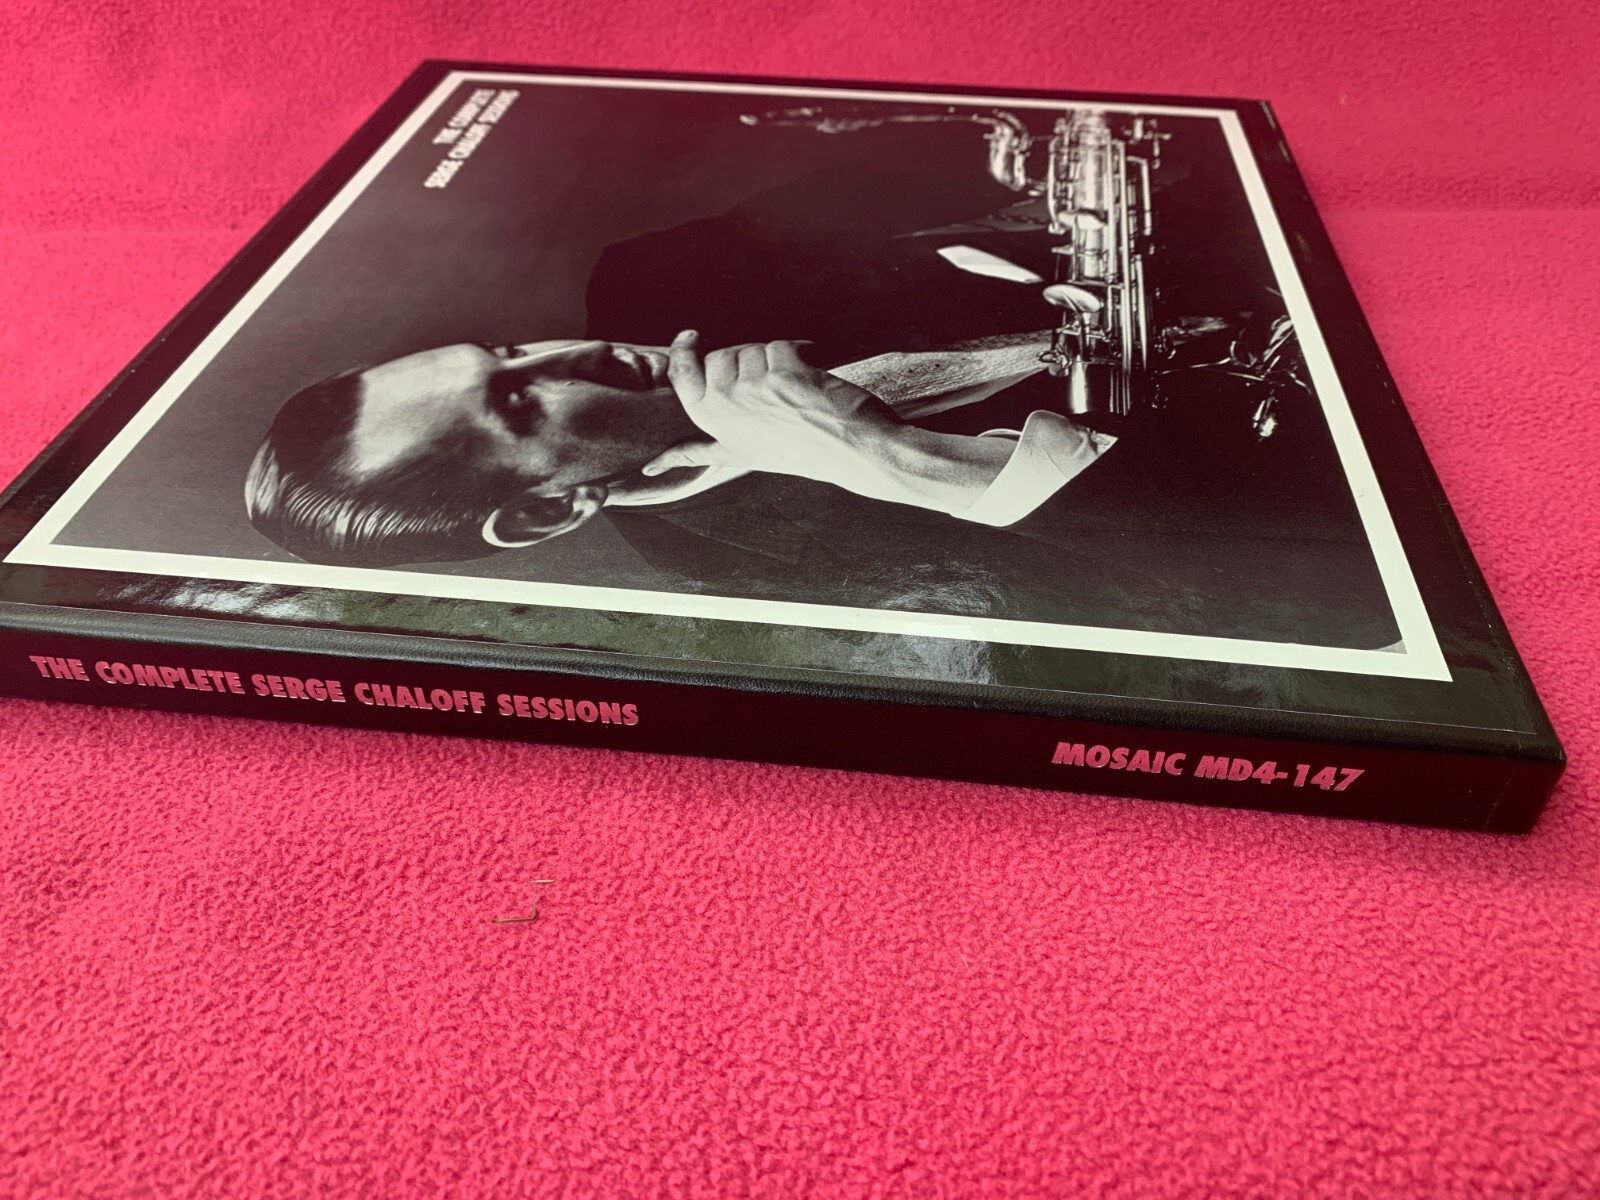 THE COMPLETE
SERGE CHALOFF SESSIONS
THE COMPLETE SERGE CHALOFF SESSIONS
MOSAIC MD4-147